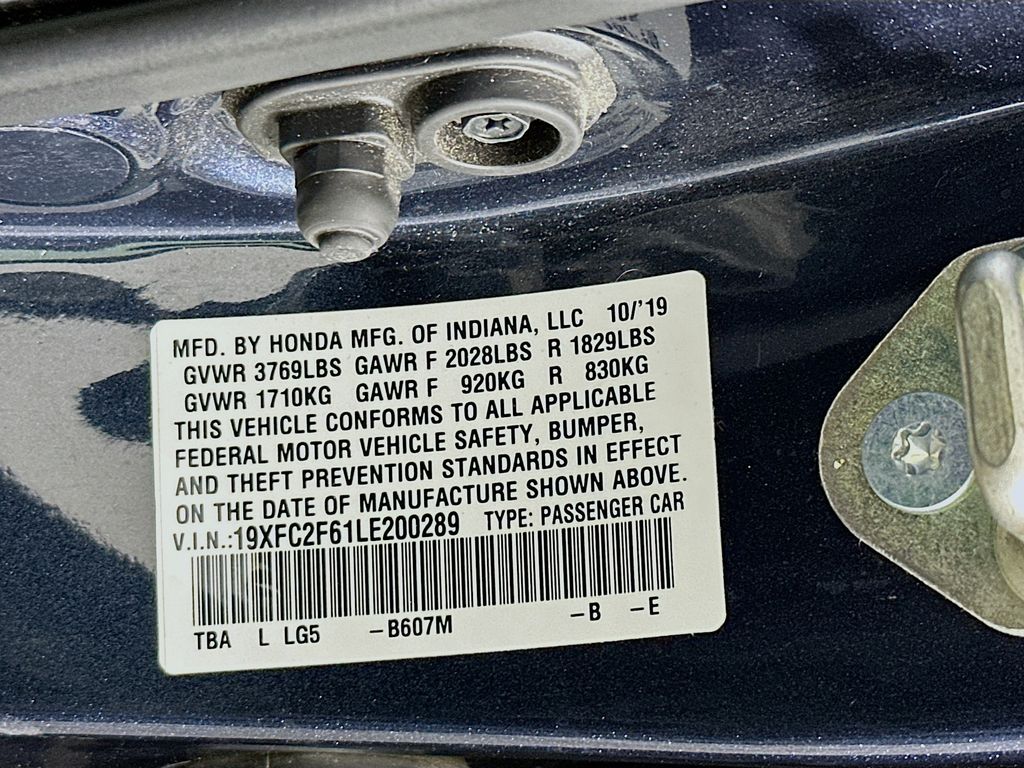 MFD. BY HONDA MFG. OF INDIANA, LLC 10/'19
GVWR 3769LBS GAWR F 2028LBS R 1829LBS
GVWR 1710KG GAWR F 920KG R 830KG
THIS VEHICLE CONFORMS TO ALL APPLICABLE
FEDERAL MOTOR VEHICLE SAFETY, BUMPER,
AND THEFT PREVENTION STANDARDS IN EFFECT
ON THE DATE OF MANUFACTURE SHOWN ABOVE.
V.I.N.:19XFC2F61LE200289 TYPE: PASSENGER CAR
TBA L LG5 –B607M –B –E